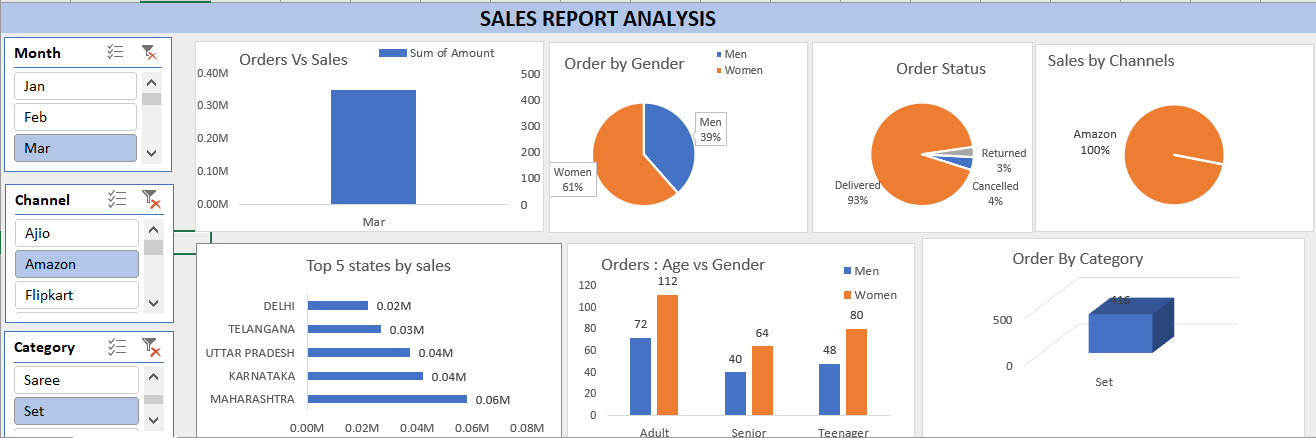 SALES REPORT ANALYSIS
Month
Jan
Feb
Mar
Channel
Ajio
Amazon
Flipkart
Category
Saree
Set
Orders Vs Sales
Sum of Amount
0.40M
0.30M
0.20M
0.10M
0.00M
500
400
300
200
100
0
Mar
Order by Gender
Men
Women
Men
39%
Women
61%
Order Status
Returned
3%
Cancelled
4%
Delivered
93%
Sales by Channels
Amazon
100%
Top 5 states by sales
DELHI
0.02M
TELANGANA
0.03M
UTTAR PRADESH
0.04M
KARNATAKA
0.04M
MAHARASHTRA
0.06M
0.00M 0.02M 0.04M 0.06M 0.08M
Orders : Age vs Gender
Men
Women
120
100
80
60
40
20
0
72
112
40
64
48
80
Adult
Senior
Teenager
Order By Category
416
500
0
Set